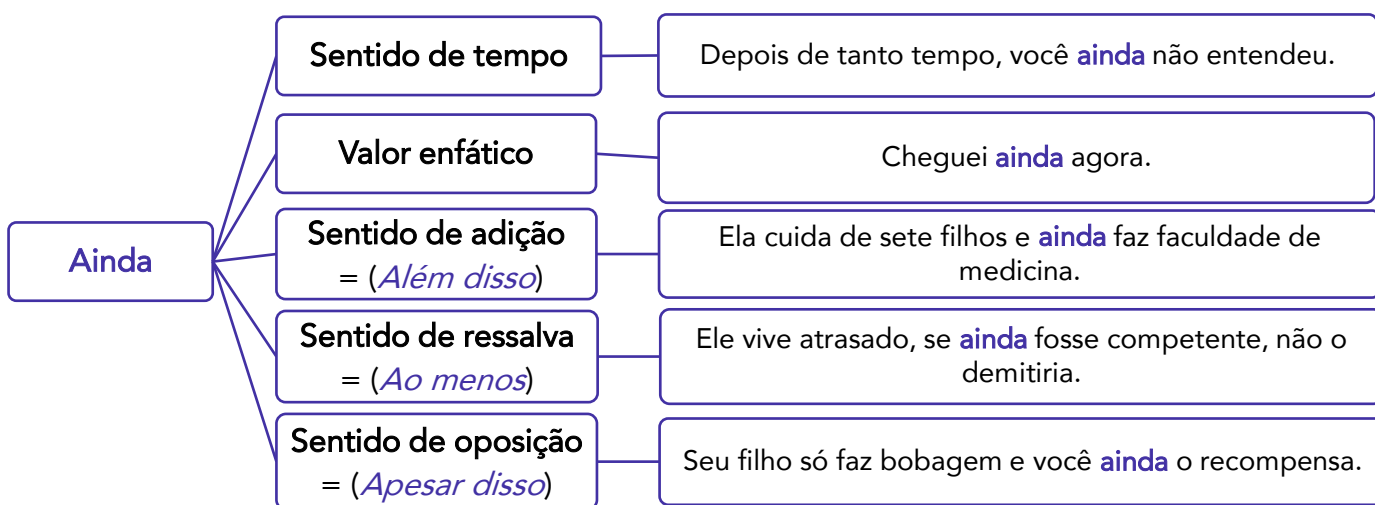 Ainda
Sentido de tempo
Depois de tanto tempo, você ainda não entendeu.
Valor enfático
Cheguei ainda agora.
Sentido de adição
= (Além disso)
Ela cuida de sete filhos e ainda faz faculdade de
medicina.
Sentido de ressalva
= (Ao menos)
Ele vive atrasado, se ainda fosse competente, não o
demitiria.
Sentido de oposição
= (Apesar disso)
Seu filho só faz bobagem e você ainda o recompensa.